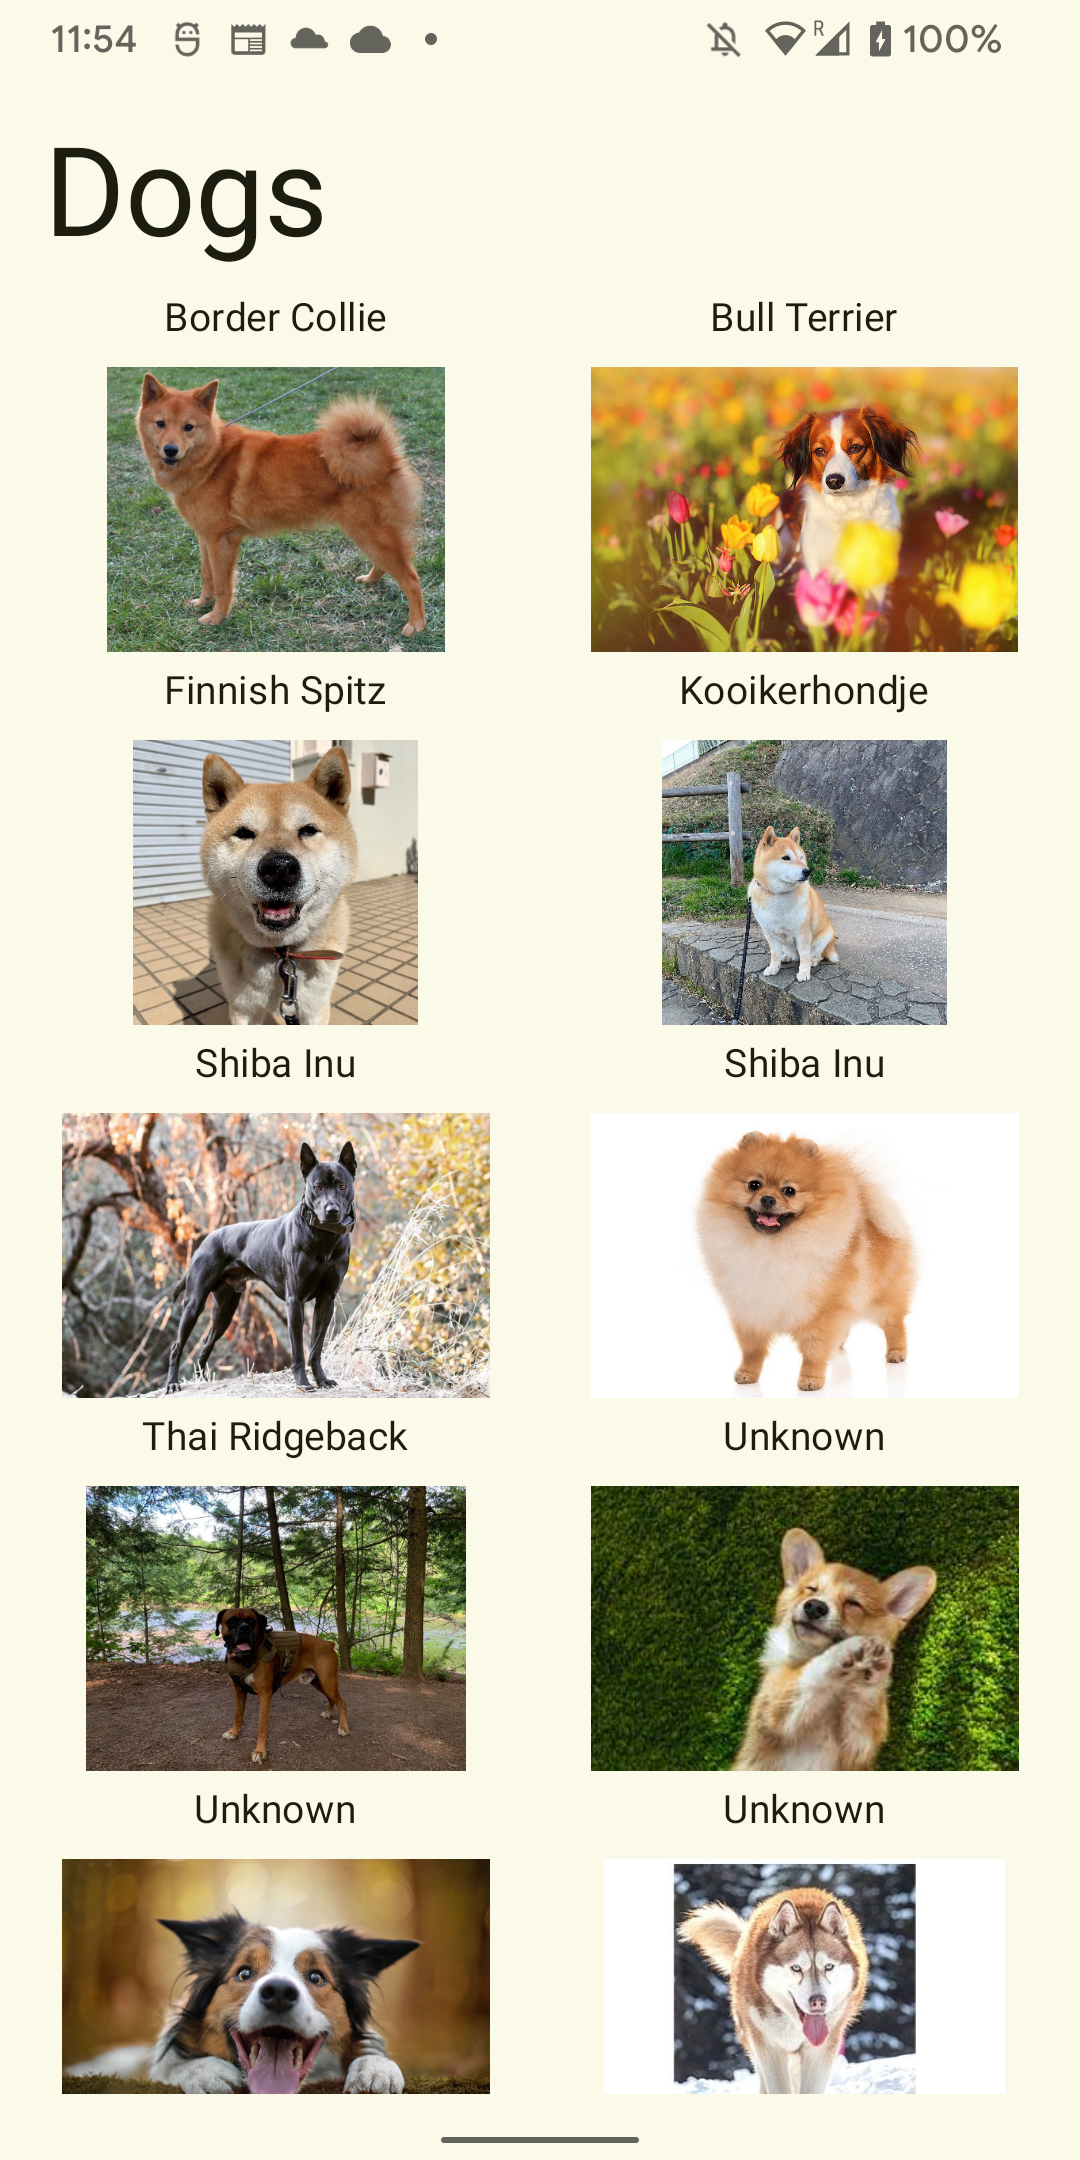 11:54
R
100%
Dogs
Border Collie
Bull Terrier
Finnish Spitz
Kooikerhondje
Shiba Inu
Shiba Inu
Thai Ridgeback
Unknown
Unknown
Unknown